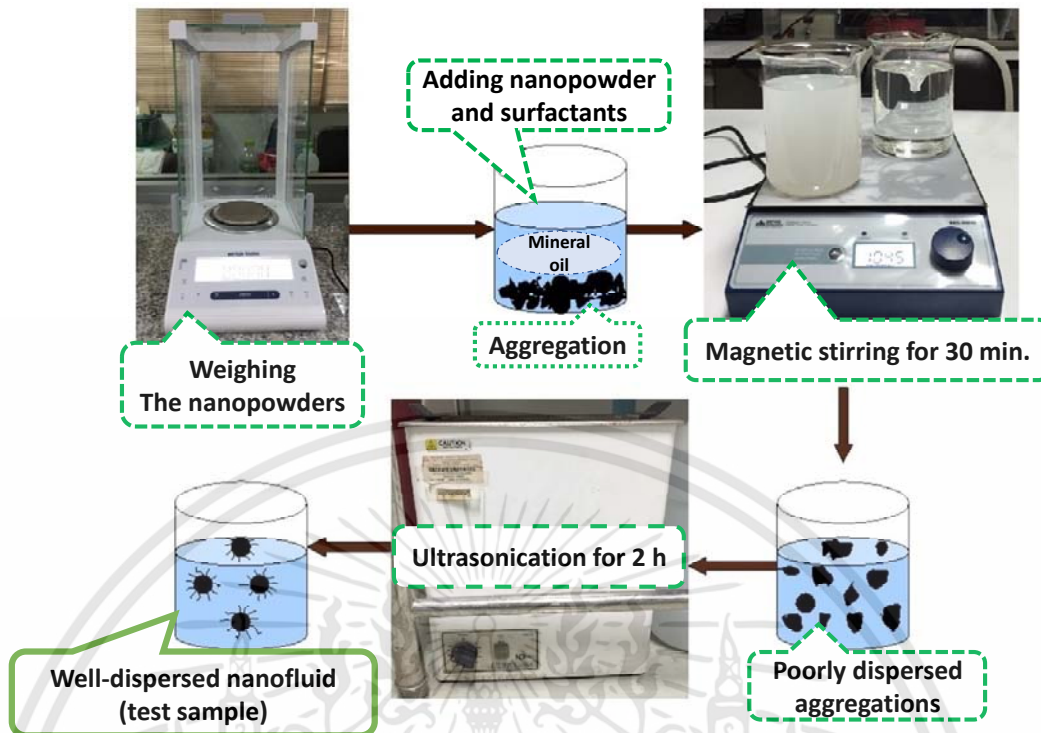 Adding nanopowder
and surfactants
Mineral
oil
1045
Weighing
The nanopowders
Aggregation
Magnetic stirring for 30 min.
CAUTION
Ultrasonication for 2 h
Well-dispersed nanofluid
(test sample)
Poorly dispersed
aggregations